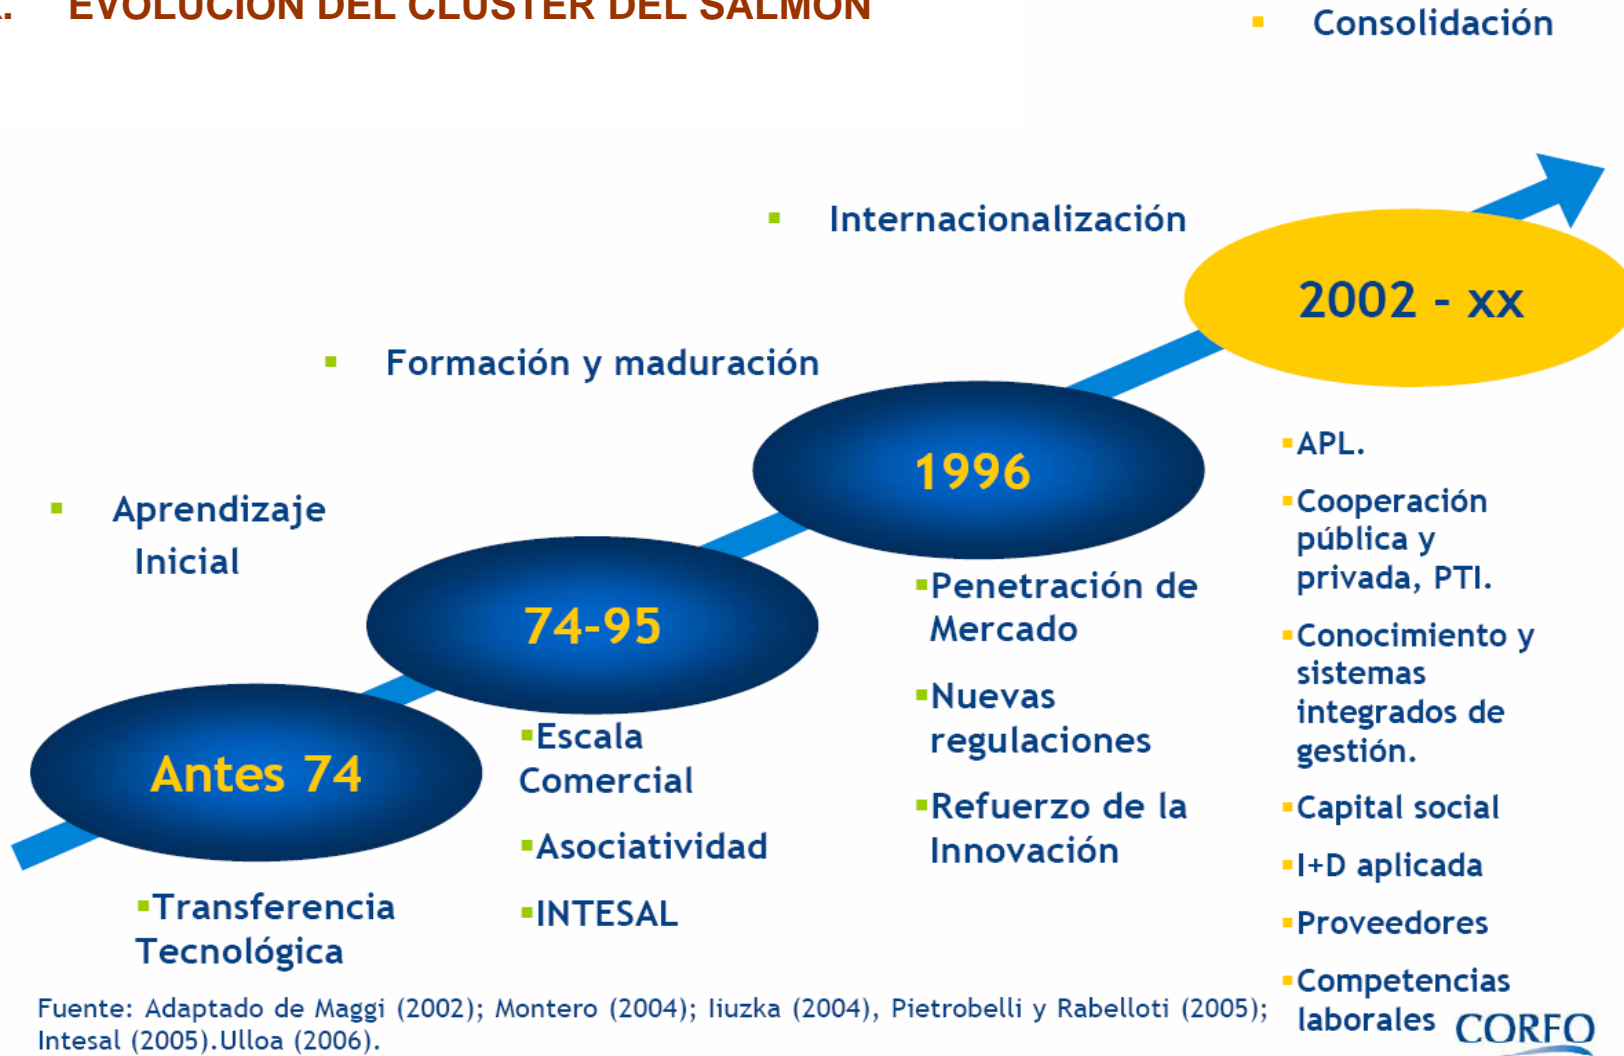 EVOLUCIÓN DEL CLUSTER DEL SALMÓN
▪ Consolidación
▪ Internacionalización
2002 - xx
▪ Formación y maduración
1996
▪ Aprendizaje
Inicial
74-95
Antes 74
▪Transferencia
Tecnológica
▪Escala
Comercial
▪Asociatividad
▪INTESAL
▪Penetración de
Mercado
▪Nuevas
regulaciones
▪Refuerzo de la
Innovación
▪APL.
▪Cooperación
pública y
privada, PTI.
▪Conocimiento y
sistemas
integrados de
gestión.
▪Capital social
▪I+D aplicada
▪Proveedores
▪Competencias
laborales
Fuente: Adaptado de Maggi (2002); Montero (2004); Iiuzka (2004), Pietrobelli y Rabelloti (2005);
Intesal (2005).Ulloa (2006).
CORFO